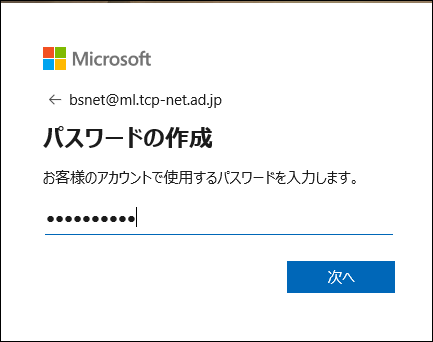 Microsoft
← bsnet@ml.tcp-net.ad.jp
パスワードの作成
お客様のアカウントで使用するパスワードを入力します。
●●●●●●●●●●
次へ